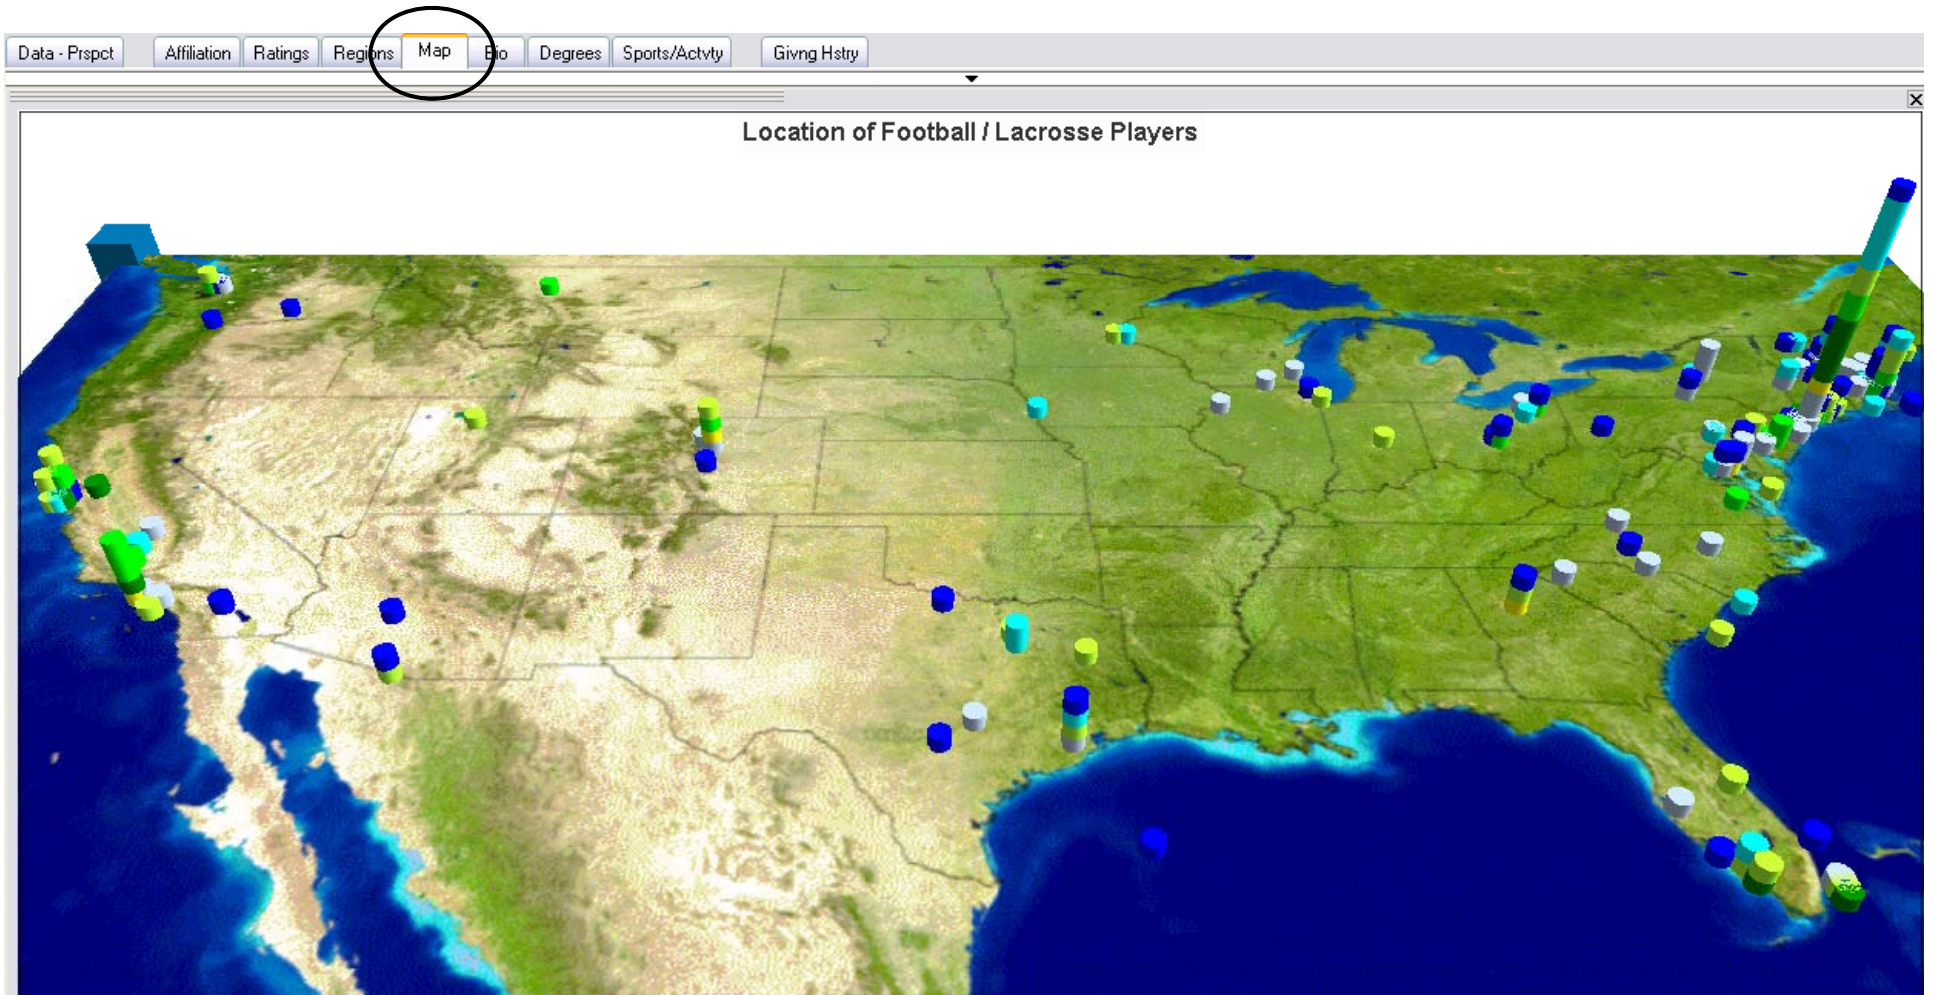 Data - Prspct Affiliation Ratings Regions Map Bio Degrees Sports/Actvty Givng Hstry
Location of Football / Lacrosse Players